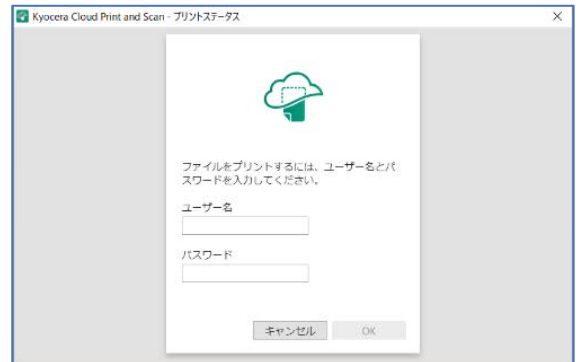 Kyocera Cloud Print and Scan - プリントステータス
ファイルをプリントするには、ユーザー名とパ
スワードを入力してください。
ユーザー名
パスワード
キャンセル OK